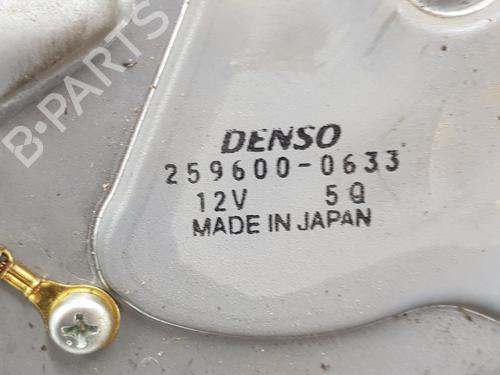 B-PARTS
DENSO
259600-0633
12V 5Q
MADE IN JAPAN